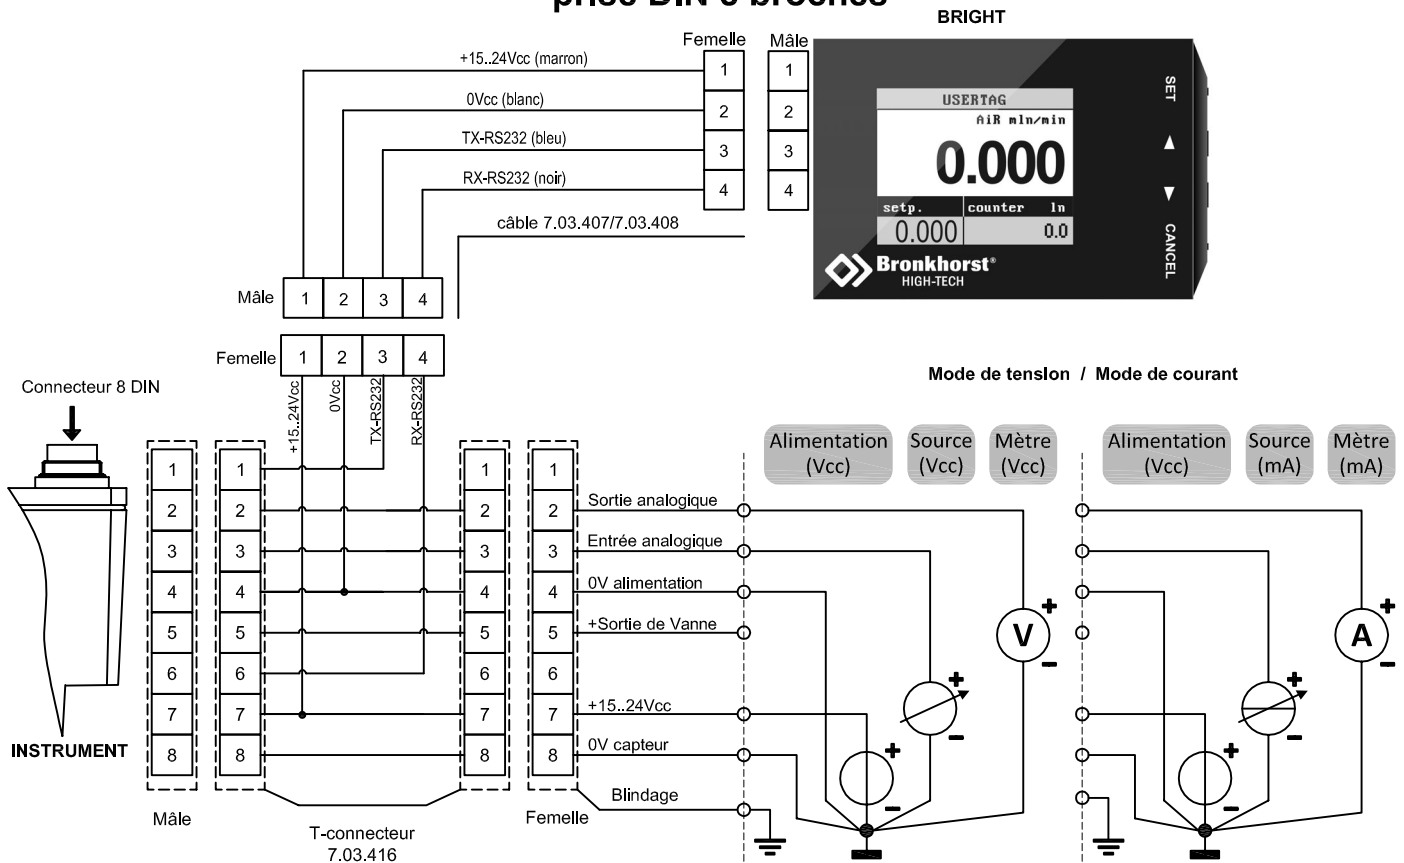 BRIGHT
Femelle
Mâle
+15..24Vcc (marron)
1
1
0Vcc (blanc)
2
2
TX-RS232 (bleu)
3
3
RX-RS232 (noir)
4
4
câble 7.03.407/7.03.408
USERTAG
AiR mln/min
0.000
setp.
counter ln
0.000
0.0
Bronkhorst®
HIGH-TECH
SET
CANCEL
Mâle 1 2 3 4
Femelle 1 2 3 4
+15..24Vcc
0Vcc
TX-RS232
RX-RS232
Connecteur 8 DIN
INSTRUMENT
1 1 1 1
2 2 2 2
3 3 3 3
4 4 4 4
5 5 5 5
6 6 6 6
7 7 7 7
8 8 8 8
Mâle
T-connecteur
7.03.416
Femelle
Sortie analogique
Entrée analogique
0V alimentation
+Sortie de Vanne
+15..24Vcc
0V capteur
Blindage
Mode de tension / Mode de courant
Alimentation
(Vcc)
Source
(Vcc)
Mètre
(Vcc)
Alimentation
(Vcc)
Source
(mA)
Mètre
(mA)
V
+
−
+
−
+
−
A
+
−
+
−
+
−